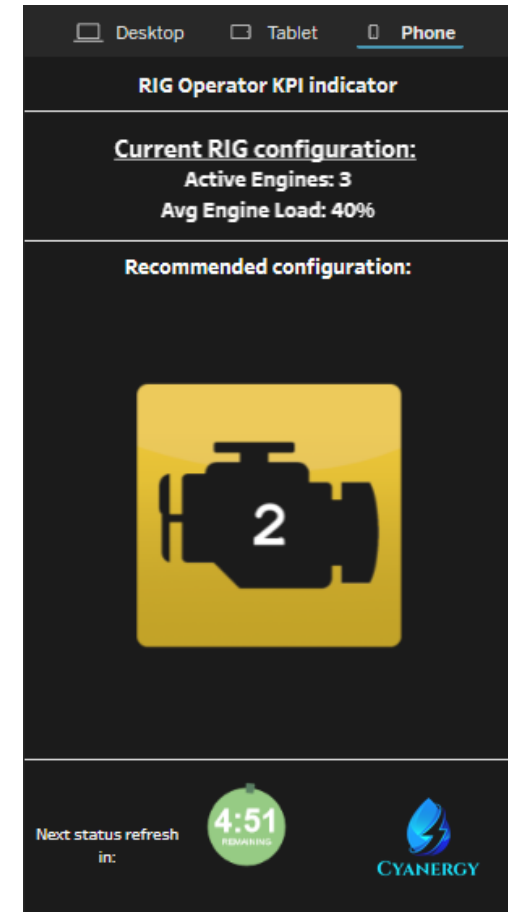 Desktop Tablet Phone
RIG Operator KPI indicator
Current RIG configuration:
Active Engines: 3
Avg Engine Load: 40%
Recommended configuration:
2
Next status refresh
in:
4:51
REMAINING
CYANERGY